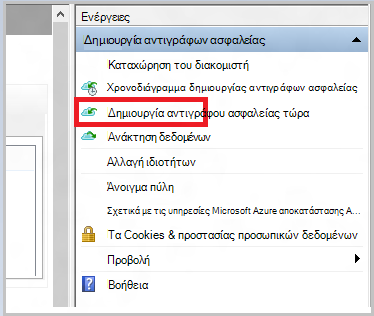 Ενέργειες
Δημιουργία αντιγράφων ασφαλείας
Καταχώρηση του διακομιστή
Χρονοδιάγραμμα δημιουργίας αντιγράφων ασφαλείας
Δημιουργία αντιγράφου ασφαλείας τώρα
Ανάκτηση δεδομένων
Αλλαγή ιδιοτήτων
Άνοιγμα πύλη
Σχετικά με τις υπηρεσίες Microsoft Azure αποκατάστασης Α...
Τα Cookies & προστασίας προσωπικών δεδομένων
Προβολή
Βοήθεια